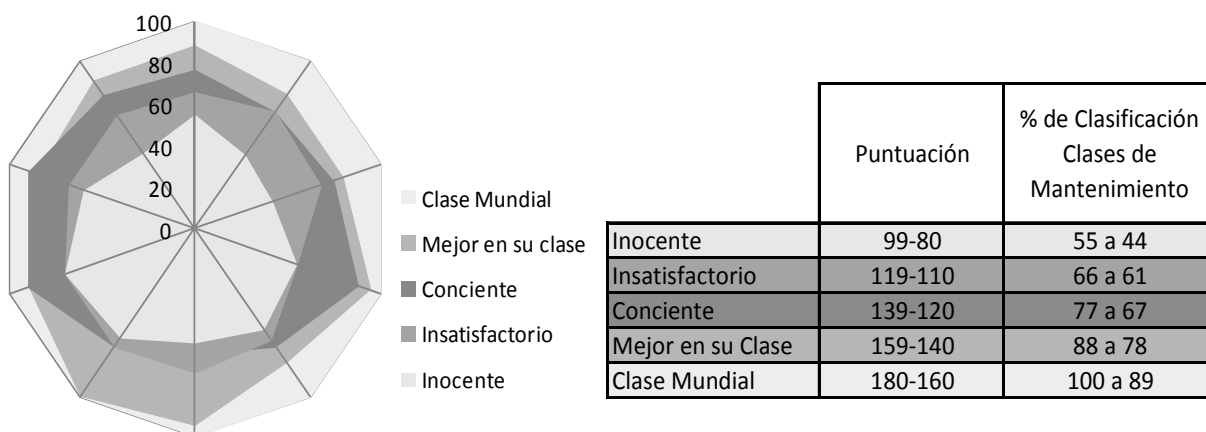 100
80
60
40
20
0
Clase Mundial
Mejor en su clase
Conciente
Insatisfactorio
Inocente
Puntuación
% de Clasificación
Clases de
Mantenimiento
Inocente 99-80 55 a 44
Insatisfactorio 119-110 66 a 61
Conciente 139-120 77 a 67
Mejor en su Clase 159-140 88 a 78
Clase Mundial 180-160 100 a 89